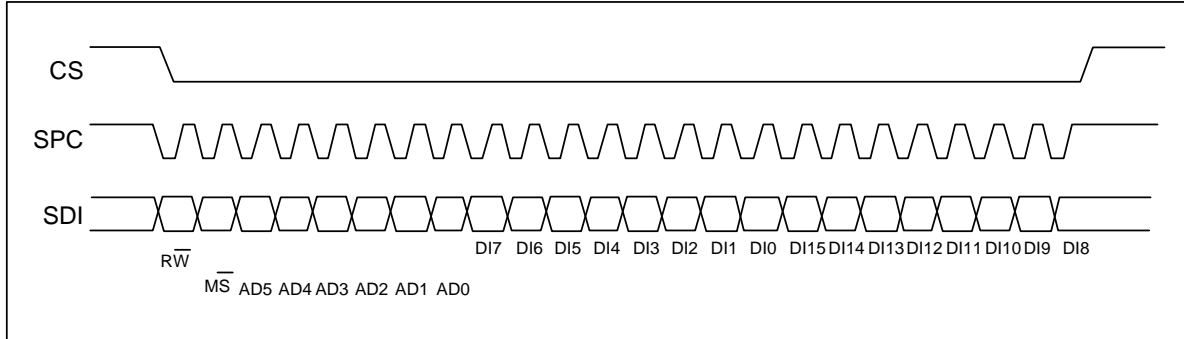 CS
SPC
SDI
DI7 DI6 DI5 DI4 DI3 DI2 DI1 DI0 DI15 DI14 DI13 DI12 DI11 DI10 DI9 DI8
RW̅
MS̅ AD5 AD4 AD3 AD2 AD1 AD0